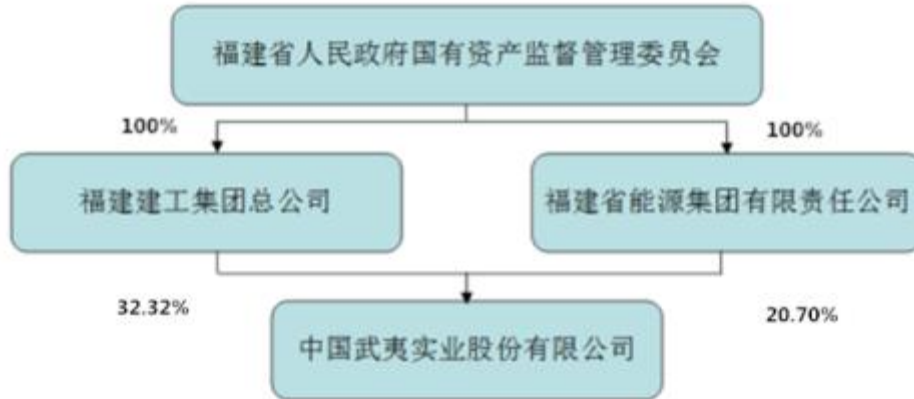 福建省人民政府国有资产监督管理委员会
100%
100%
福建建工集团总公司
福建省能源集团有限责任公司
32.32%
20.70%
中国武夷实业股份有限公司